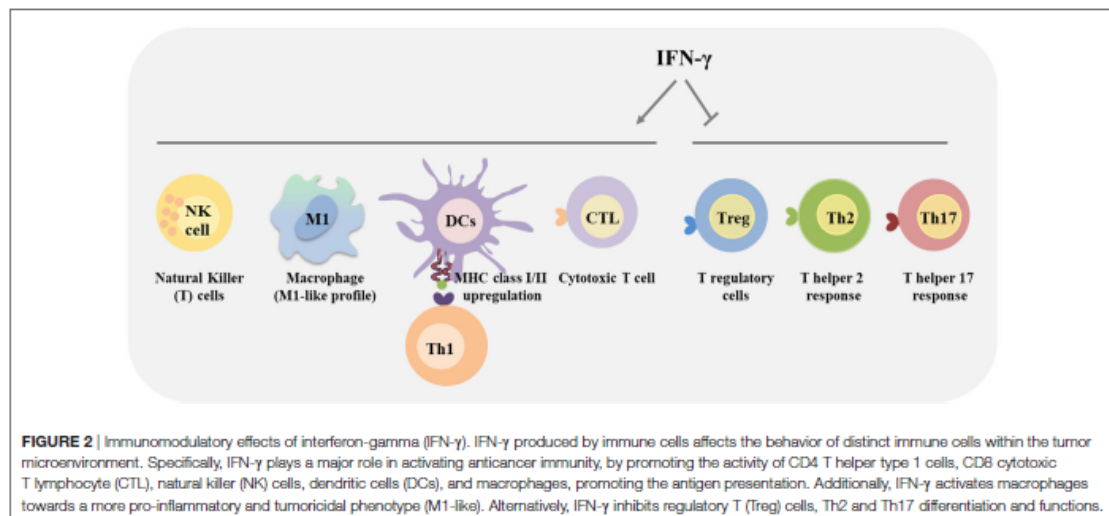 IFN-γ
NK
cell
M1
DCs
CTL
Treg
Th2
Th17
Natural Killer
(T) cells
Macrophage
(M1-like profile)
MHC class I/II
upregulation
Cytotoxic T cell
T regulatory
cells
T helper 2
response
T helper 17
response
Th1
FIGURE 2 | Immunomodulatory effects of interferon-gamma (IFN-γ). IFN-γ produced by immune cells affects the behavior of distinct immune cells within the tumor
microenvironment. Specifically, IFN-γ plays a major role in activating anticancer immunity, by promoting the activity of CD4 T helper type 1 cells, CD8 cytotoxic
T lymphocyte (CTL), natural killer (NK) cells, dendritic cells (DCs), and macrophages, promoting the antigen presentation. Additionally, IFN-γ activates macrophages
towards a more pro-inflammatory and tumoricidal phenotype (M1-like). Alternatively, IFN-γ inhibits regulatory T (Treg) cells, Th2 and Th17 differentiation and functions.